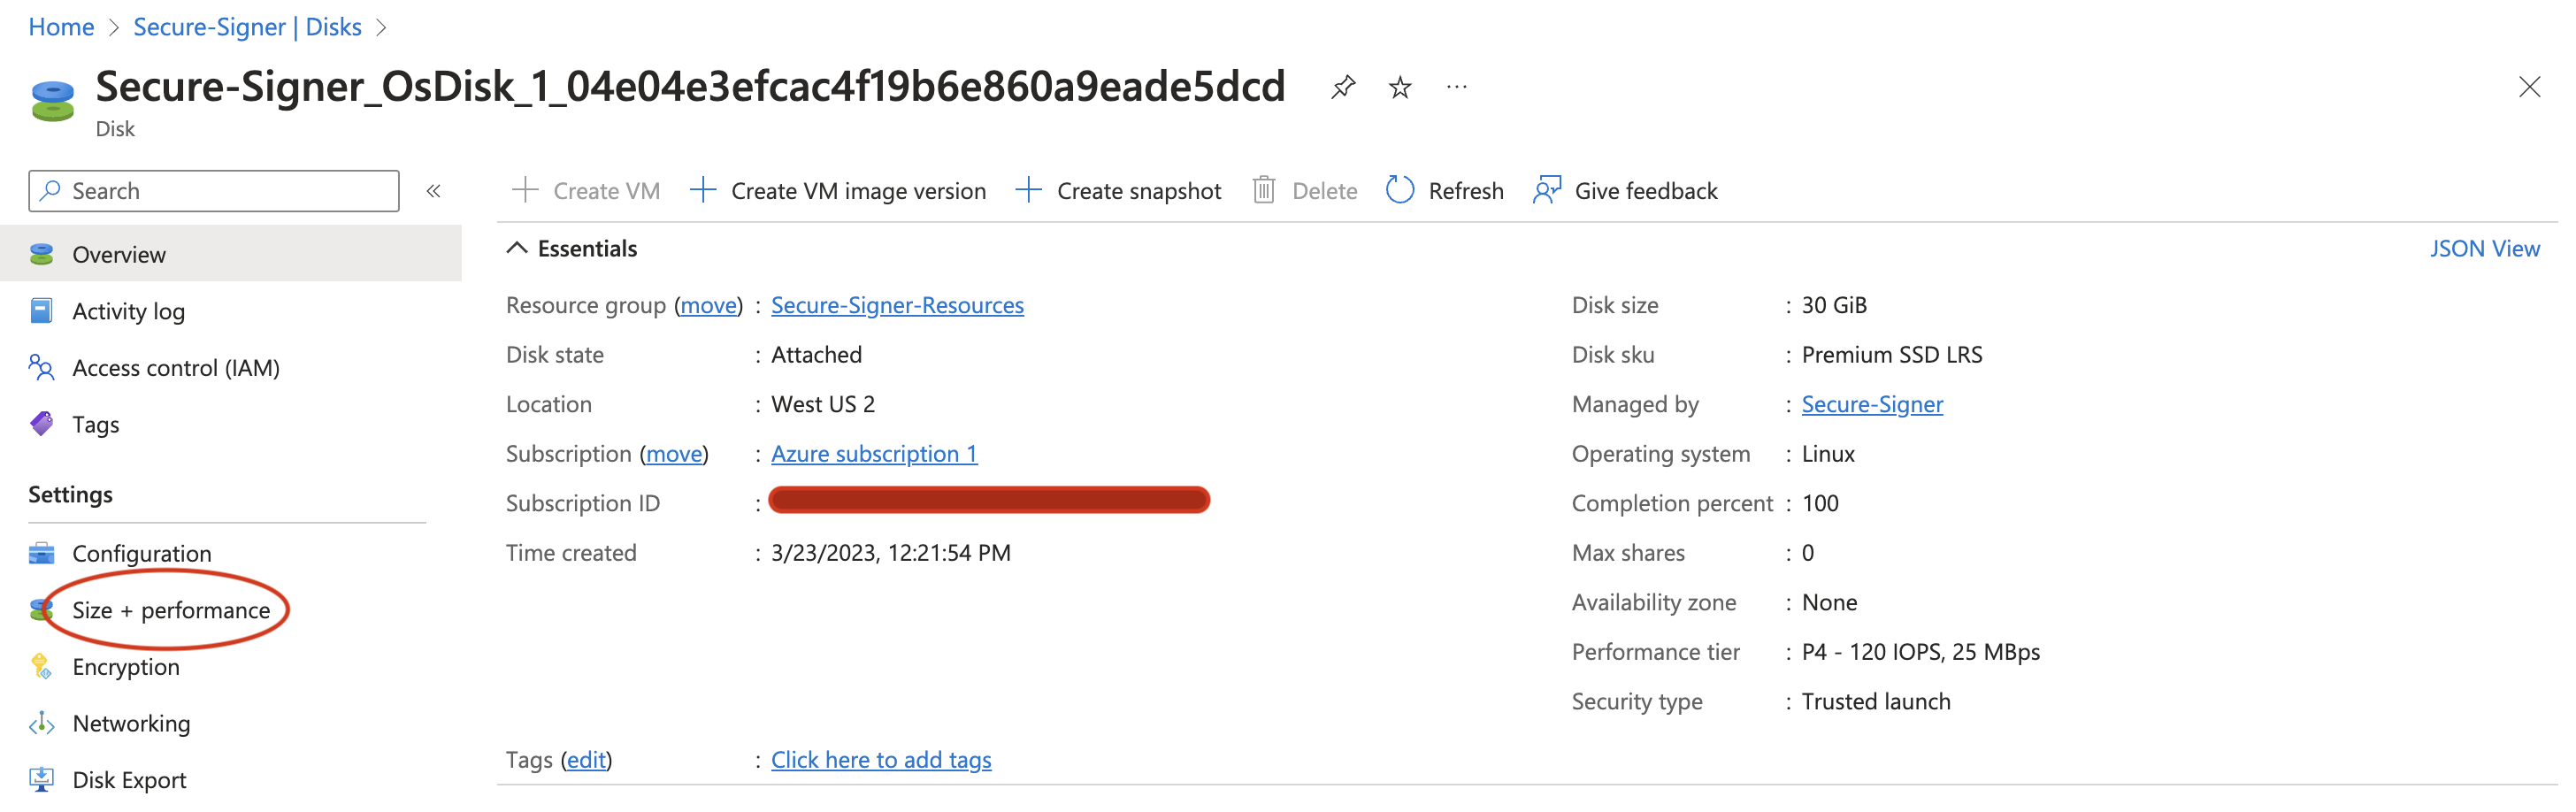 Home > Secure-Signer | Disks >
Secure-Signer_OsDisk_1_04e04e3efcac4f19b6e860a9eade5dcd ...
Disk
Search «
+ Create VM + Create VM image version + Create snapshot Delete Refresh Give feedback
Overview
Activity log
Access control (IAM)
Tags
Settings
Configuration
Size + performance
Encryption
Networking
Disk Export
Essentials
JSON View
Resource group (move) : Secure-Signer-Resources
Disk state : Attached
Location : West US 2
Subscription (move) : Azure subscription 1
Subscription ID :
Time created : 3/23/2023, 12:21:54 PM
Disk size : 30 GiB
Disk sku : Premium SSD LRS
Managed by : Secure-Signer
Operating system : Linux
Completion percent : 100
Max shares : 0
Availability zone : None
Performance tier : P4 - 120 IOPS, 25 MBps
Security type : Trusted launch
Tags (edit) : Click here to add tags